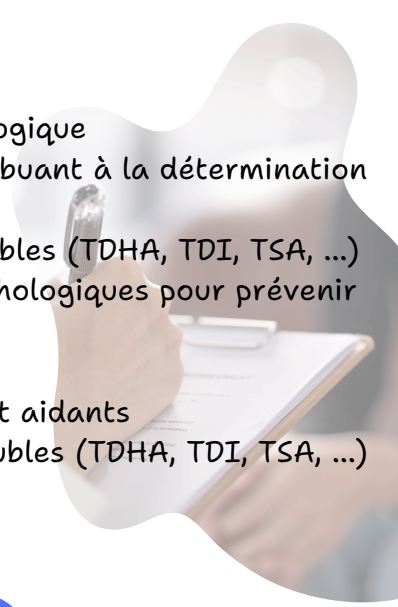 ogique
buant à la détermination
bles (TDHA, TDI, TSA, ...)
hologiques pour prévenir
t aidants
ubles (TDHA, TDI, TSA, ...)